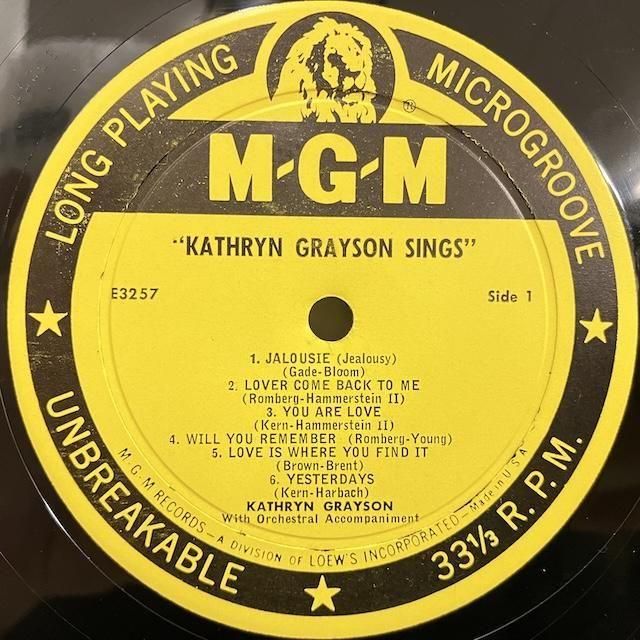 LONG PLAYING
MICROGROOVE
®
M-G-M
"KATHRYN GRAYSON SINGS"
E3257
Side 1
1. JALOUSIE (Jealousy)
(Gade-Bloom)
2. LOVER COME BACK TO ME
(Romberg-Hammerstein II)
3. YOU ARE LOVE
(Kern-Hammerstein II)
4. WILL YOU REMEMBER (Romberg-Young)
5. LOVE IS WHERE YOU FIND IT
(Brown-Brent)
6. YESTERDAYS
(Kern-Harbach)
KATHRYN GRAYSON
With Orchestral Accompaniment
M G M RECORDS—A DIVISION OF LOEW'S INCORPORATED—Made in U S A
UNBREAKABLE
33⅓ R. P. M.